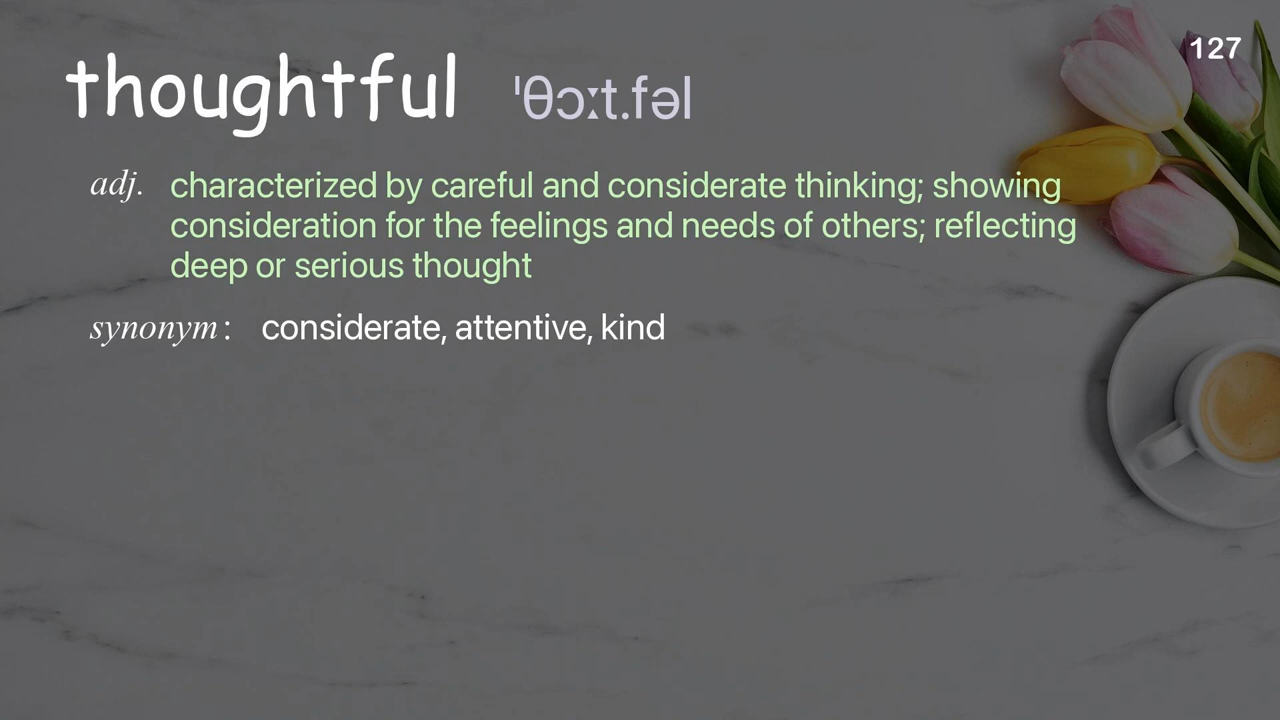 127
thoughtful ˈθɔːt.fəl
adj. characterized by careful and considerate thinking; showing
consideration for the feelings and needs of others; reflecting
deep or serious thought
synonym: considerate, attentive, kind